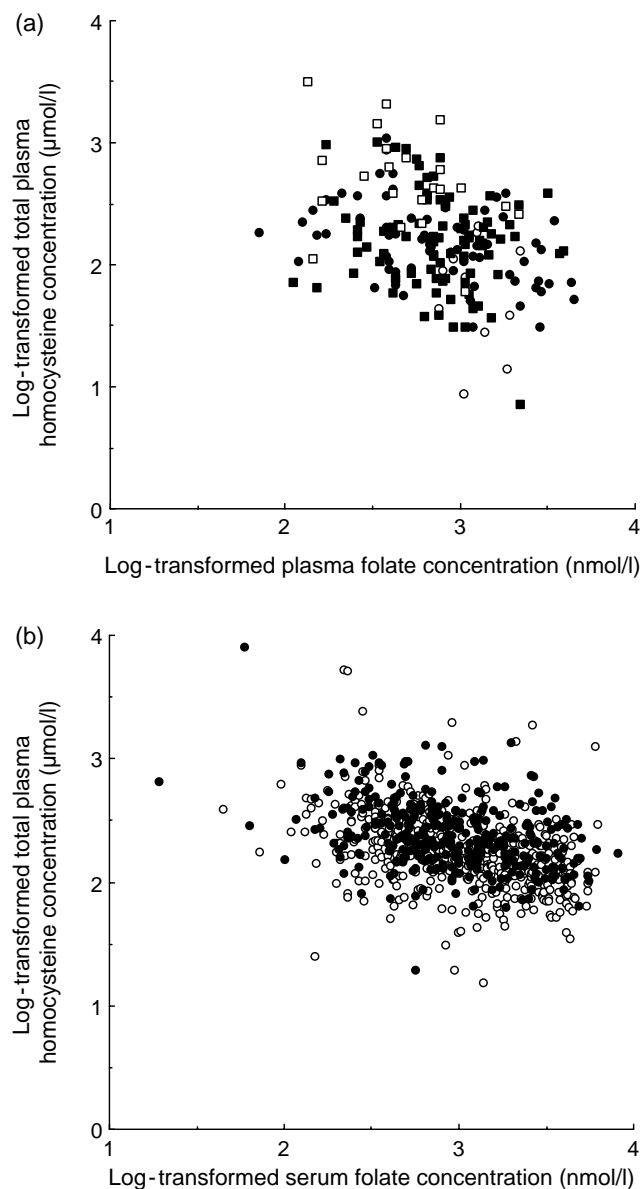 (a)
Log-transformed total plasma
homocysteine concentration (μmol/l)
4
3
2
1
0
1 2 3 4
Log-transformed plasma folate concentration (nmol/l)
(b)
Log-transformed total plasma
homocysteine concentration (μmol/l)
4
3
2
1
0
1 2 3 4
Log-transformed serum folate concentration (nmol/l)